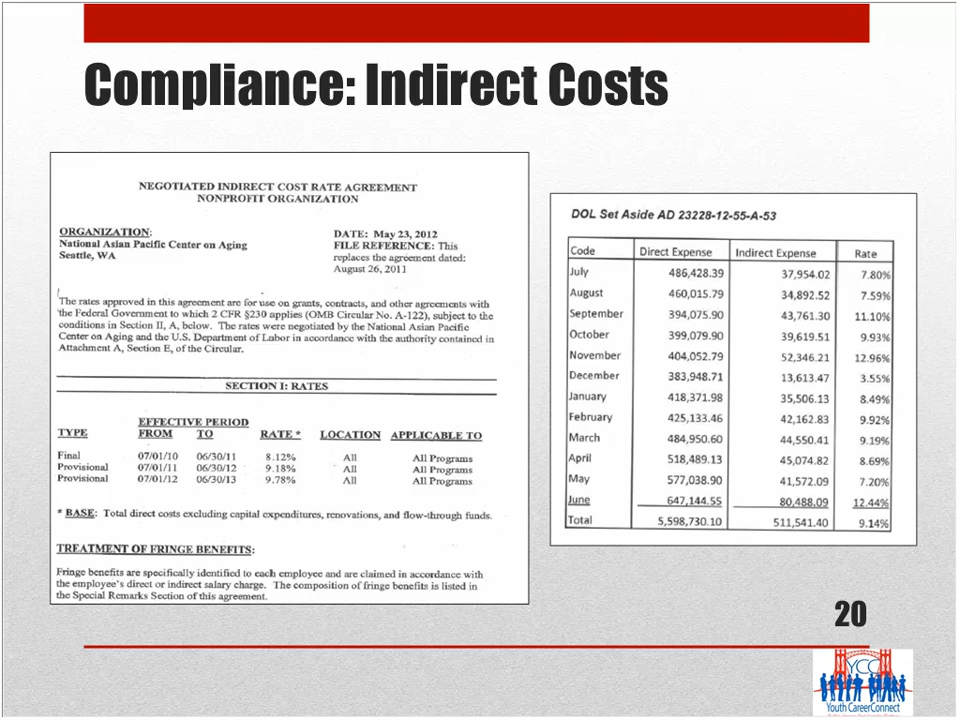 Compliance: Indirect Costs
NEGOTIATED INDIRECT COST RATE AGREEMENT
NONPROFIT ORGANIZATION
ORGANIZATION:
National Asian Pacific Center on Aging
Seattle, WA
DATE: May 23, 2012
FILE REFERENCE: This
replaces the agreement dated:
August 26, 2011
The rates approved in this agreement are for use on grants, contracts, and other agreements with
the Federal Government to which 2 CFR §230 applies (OMB Circular No. A-122), subject to the
conditions in Section II, A, below. The rates were negotiated by the National Asian Pacific
Center on Aging and the U.S. Department of Labor in accordance with the authority contained in
Attachment A, Section E, of the Circular.
SECTION I: RATES
EFFECTIVE PERIOD
TYPE FROM TO RATE * LOCATION APPLICABLE TO
Final 07/01/10 06/30/11 8.12% All All Programs
Provisional 07/01/11 06/30/12 9.18% All All Programs
Provisional 07/01/12 06/30/13 9.78% All All Programs
* BASE: Total direct costs excluding capital expenditures, renovations, and flow-through funds.
TREATMENT OF FRINGE BENEFITS:
Fringe benefits are specifically identified to each employee and are claimed in accordance with
the employee's direct or indirect salary charge. The composition of fringe benefits is listed in
the Special Remarks Section of this agreement.
DOL Set Aside AD 23228-12-55-A-53
Code Direct Expense Indirect Expense Rate
July 486,428.39 37,954.02 7.80%
August 460,015.79 34,892.52 7.59%
September 394,075.90 43,761.30 11.10%
October 399,079.90 39,619.51 9.93%
November 404,052.79 52,346.21 12.96%
December 383,948.71 13,613.47 3.55%
January 418,371.98 35,506.13 8.49%
February 425,133.46 42,162.83 9.92%
March 484,950.60 44,550.41 9.19%
April 518,489.13 45,074.82 8.69%
May 577,038.90 41,572.09 7.20%
June 647,144.55 80,488.09 12.44%
Total 5,598,730.10 511,541.40 9.14%
20
YCC
Youth CareerConnect